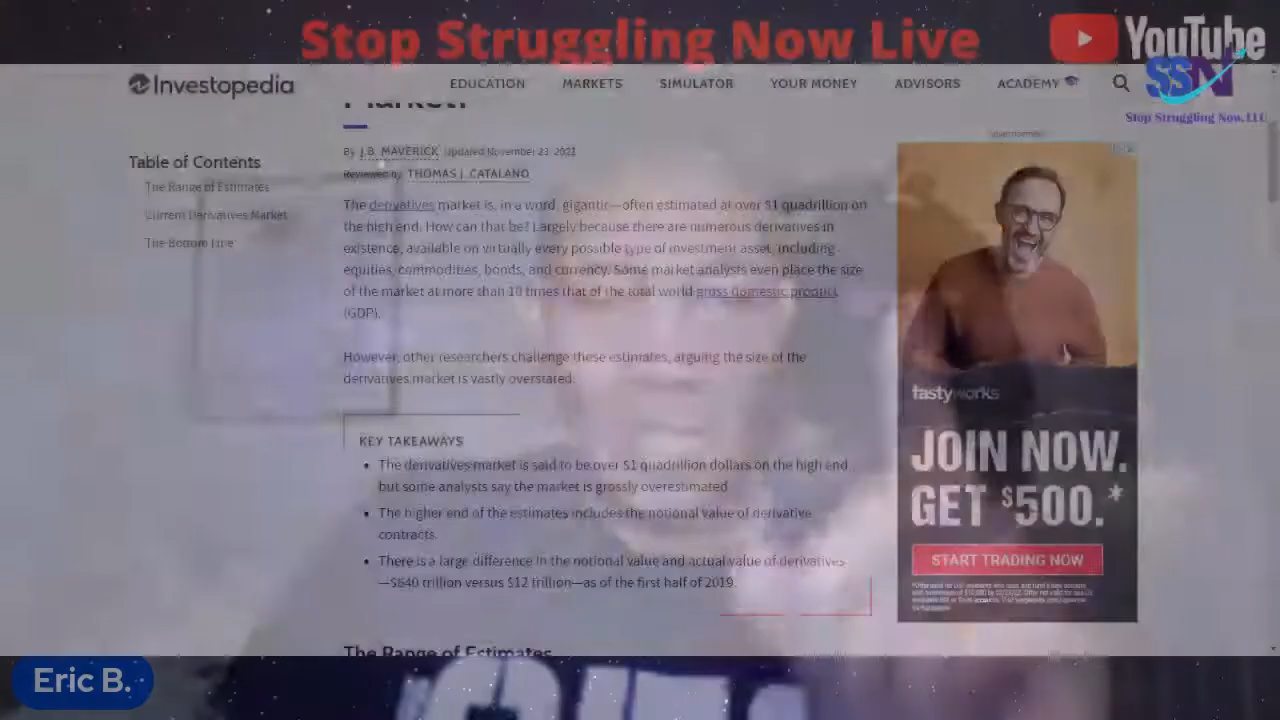 Stop Struggling Now Live
YouTube
SSN
Stop Struggling Now, LLC
Investopedia
EDUCATION MARKETS SIMULATOR YOUR MONEY ADVISORS ACADEMY
Table of Contents
The Range of Estimates
Current Derivatives Market
The Bottom Line
By J.B. MAVERICK Updated November 23, 2021
Reviewed by THOMAS J. CATALANO
The derivatives market is, in a word, gigantic—often estimated at over $1 quadrillion on
the high end. How can that be? Largely because there are numerous derivatives in
existence, available on virtually every possible type of investment asset, including
equities, commodities, bonds, and currency. Some market analysts even place the size
of the market at more than 10 times that of the total world gross domestic product
(GDP).
However, other researchers challenge these estimates, arguing the size of the
derivatives market is vastly overstated.
KEY TAKEAWAYS
The derivatives market is said to be over $1 quadrillion dollars on the high end
but some analysts say the market is grossly overestimated
The higher end of the estimates includes the notional value of derivative
contracts.
There is a large difference in the notional value and actual value of derivatives
—$640 trillion versus $12 trillion—as of the first half of 2019.
The Range of Estimates
advertisement
tastyworks
JOIN NOW.
GET $500.*
START TRADING NOW
Eric B.